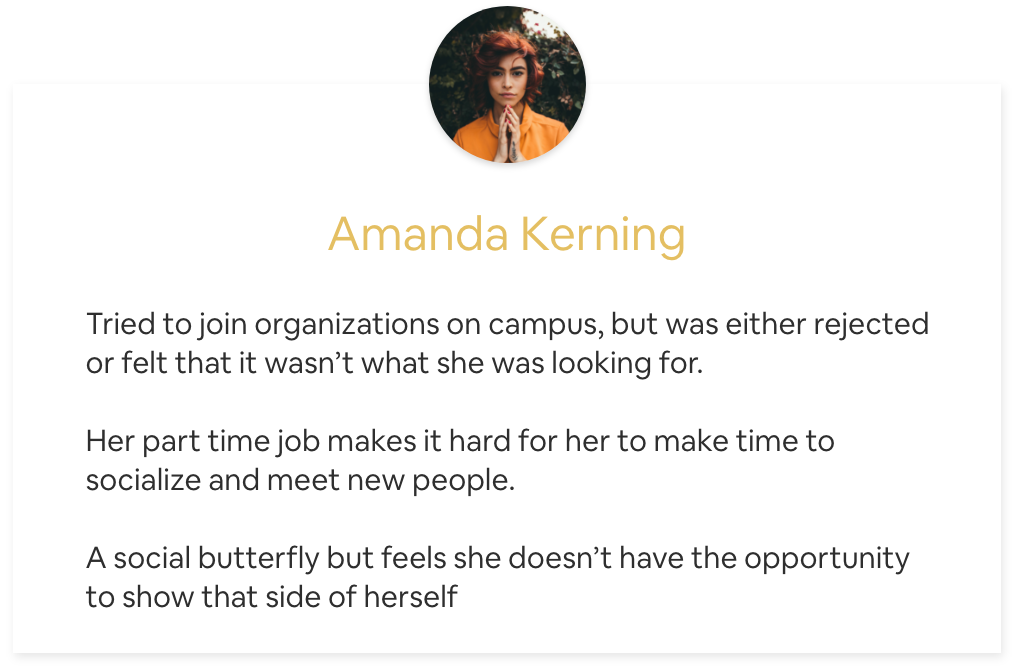 Amanda Kerning
Tried to join organizations on campus, but was either rejected
or felt that it wasn’t what she was looking for.
Her part time job makes it hard for her to make time to
socialize and meet new people.
A social butterfly but feels she doesn’t have the opportunity
to show that side of herself